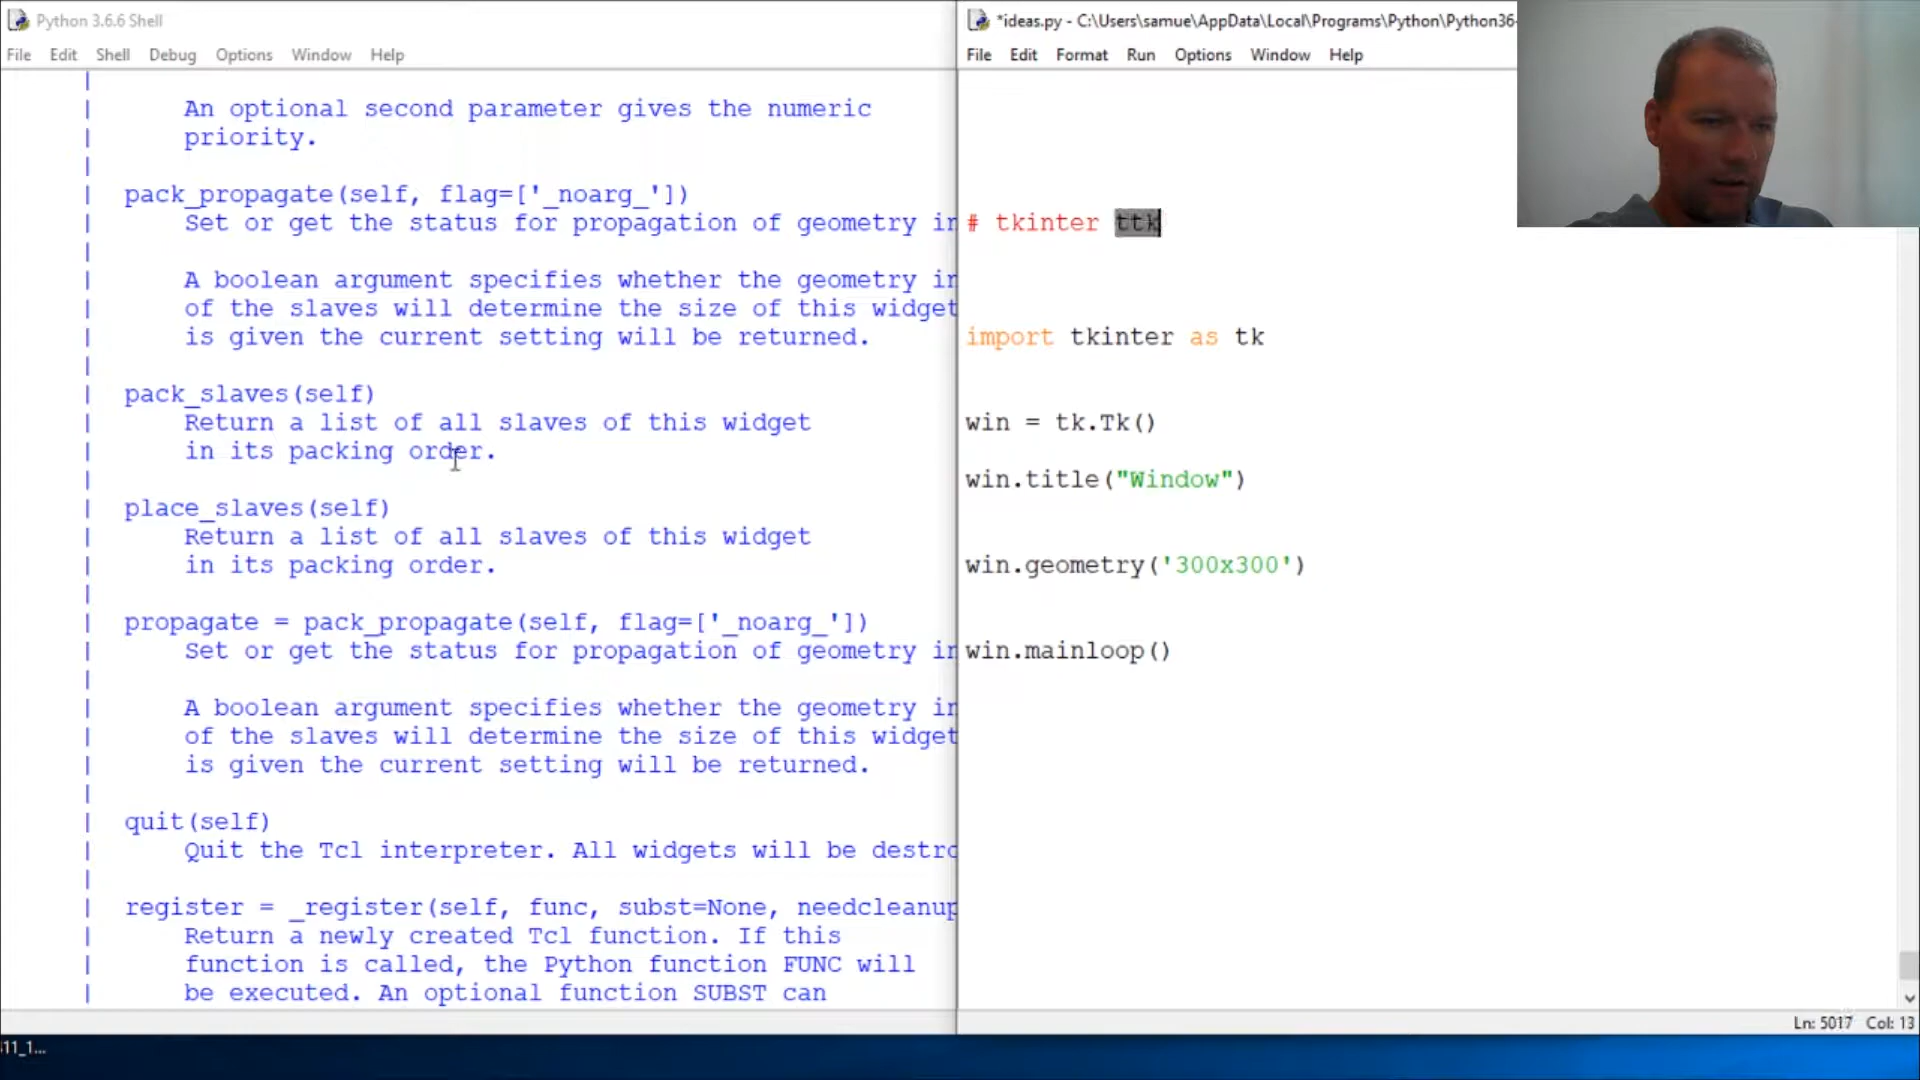 Python 3.6.6 Shell
File Edit Shell Debug Options Window Help
|
| An optional second parameter gives the numeric
| priority.
|
| pack_propagate(self, flag=['_noarg_'])
| Set or get the status for propagation of geometry in
|
| A boolean argument specifies whether the geometry in
| of the slaves will determine the size of this widget
| is given the current setting will be returned.
|
| pack_slaves(self)
| Return a list of all slaves of this widget
| in its packing order.
|
| place_slaves(self)
| Return a list of all slaves of this widget
| in its packing order.
|
| propagate = pack_propagate(self, flag=['_noarg_'])
| Set or get the status for propagation of geometry in
|
| A boolean argument specifies whether the geometry in
| of the slaves will determine the size of this widget
| is given the current setting will be returned.
|
| quit(self)
| Quit the Tcl interpreter. All widgets will be destro
|
| register = _register(self, func, subst=None, needcleanup
| Return a newly created Tcl function. If this
| function is called, the Python function FUNC will
| be executed. An optional function SUBST can
*ideas.py - C:\Users\samue\AppData\Local\Programs\Python\Python36-
File Edit Format Run Options Window Help
# tkinter ttk
import tkinter as tk
win = tk.Tk()
win.title("Window")
win.geometry('300x300')
win.mainloop()
Ln: 5017 Col: 13
11_1...